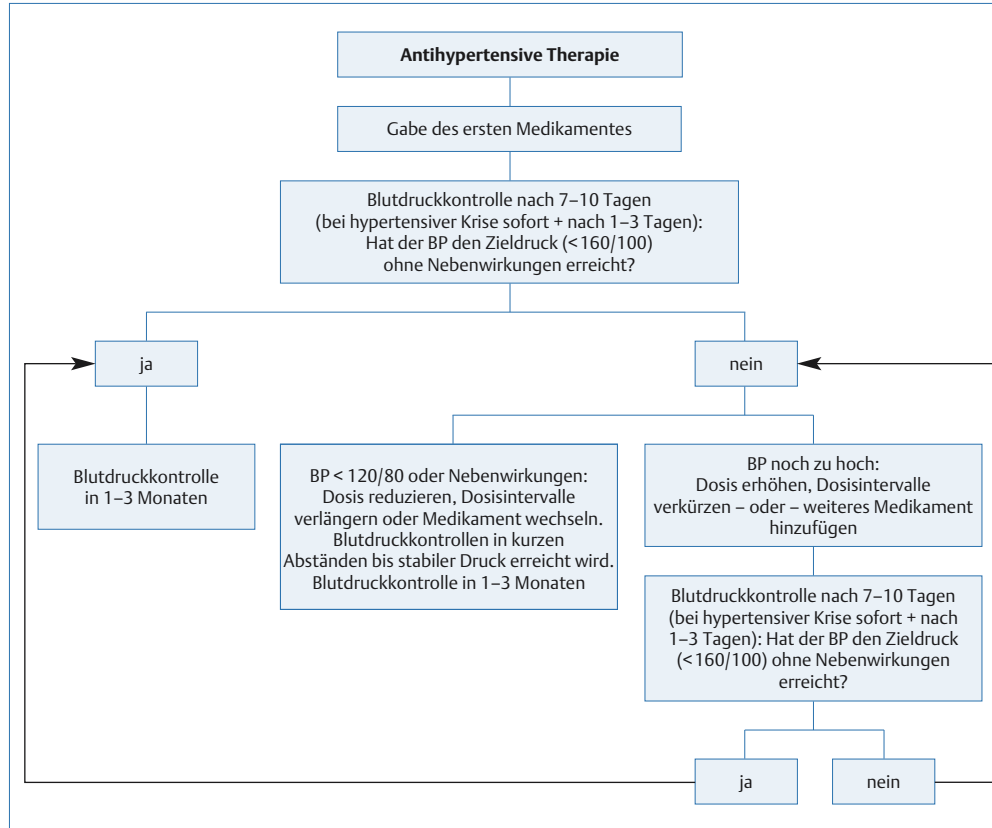 Antihypertensive Therapie
Gabe des ersten Medikamentes
Blutdruckkontrolle nach 7–10 Tagen
(bei hypertensiver Krise sofort + nach 1–3 Tagen):
Hat der BP den Zieldruck (<160/100)
ohne Nebenwirkungen erreicht?
ja
nein
Blutdruckkontrolle
in 1–3 Monaten
BP < 120/80 oder Nebenwirkungen:
Dosis reduzieren, Dosisintervalle
verlängern oder Medikament wechseln.
Blutdruckkontrollen in kurzen
Abständen bis stabiler Druck erreicht wird.
Blutdruckkontrolle in 1–3 Monaten
BP noch zu hoch:
Dosis erhöhen, Dosisintervalle
verkürzen – oder – weiteres Medikament
hinzufügen
Blutdruckkontrolle nach 7–10 Tagen
(bei hypertensiver Krise sofort + nach
1–3 Tagen): Hat der BP den Zieldruck
(<160/100) ohne Nebenwirkungen
erreicht?
ja
nein